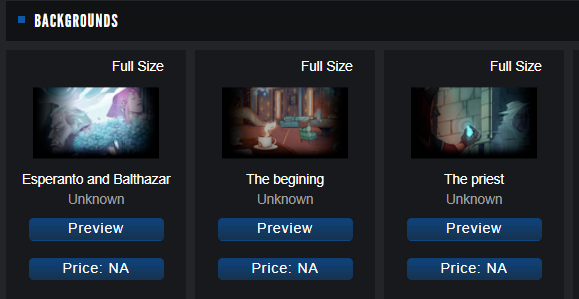 BACKGROUNDS
Full Size
Esperanto and Balthazar
Unknown
Preview
Price: NA
Full Size
The begining
Unknown
Preview
Price: NA
Full Size
The priest
Unknown
Preview
Price: NA